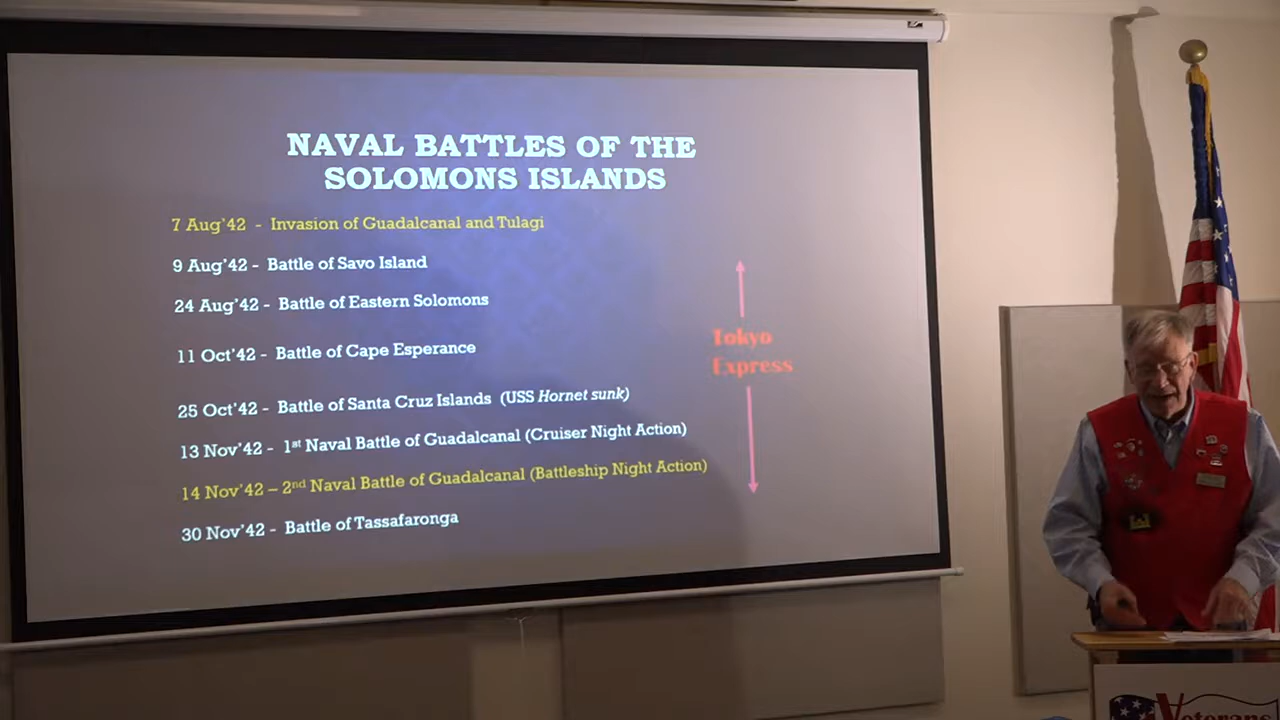 NAVAL BATTLES OF THE
SOLOMONS ISLANDS
7 Aug'42 - Invasion of Guadalcanal and Tulagi
9 Aug'42 - Battle of Savo Island
24 Aug'42 - Battle of Eastern Solomons
11 Oct'42 - Battle of Cape Esperance
25 Oct'42 - Battle of Santa Cruz Islands (USS Hornet sunk)
13 Nov'42 - 1st Naval Battle of Guadalcanal (Cruiser Night Action)
14 Nov'42 – 2nd Naval Battle of Guadalcanal (Battleship Night Action)
30 Nov'42 - Battle of Tassafaronga
Tokyo
Express
Veterans